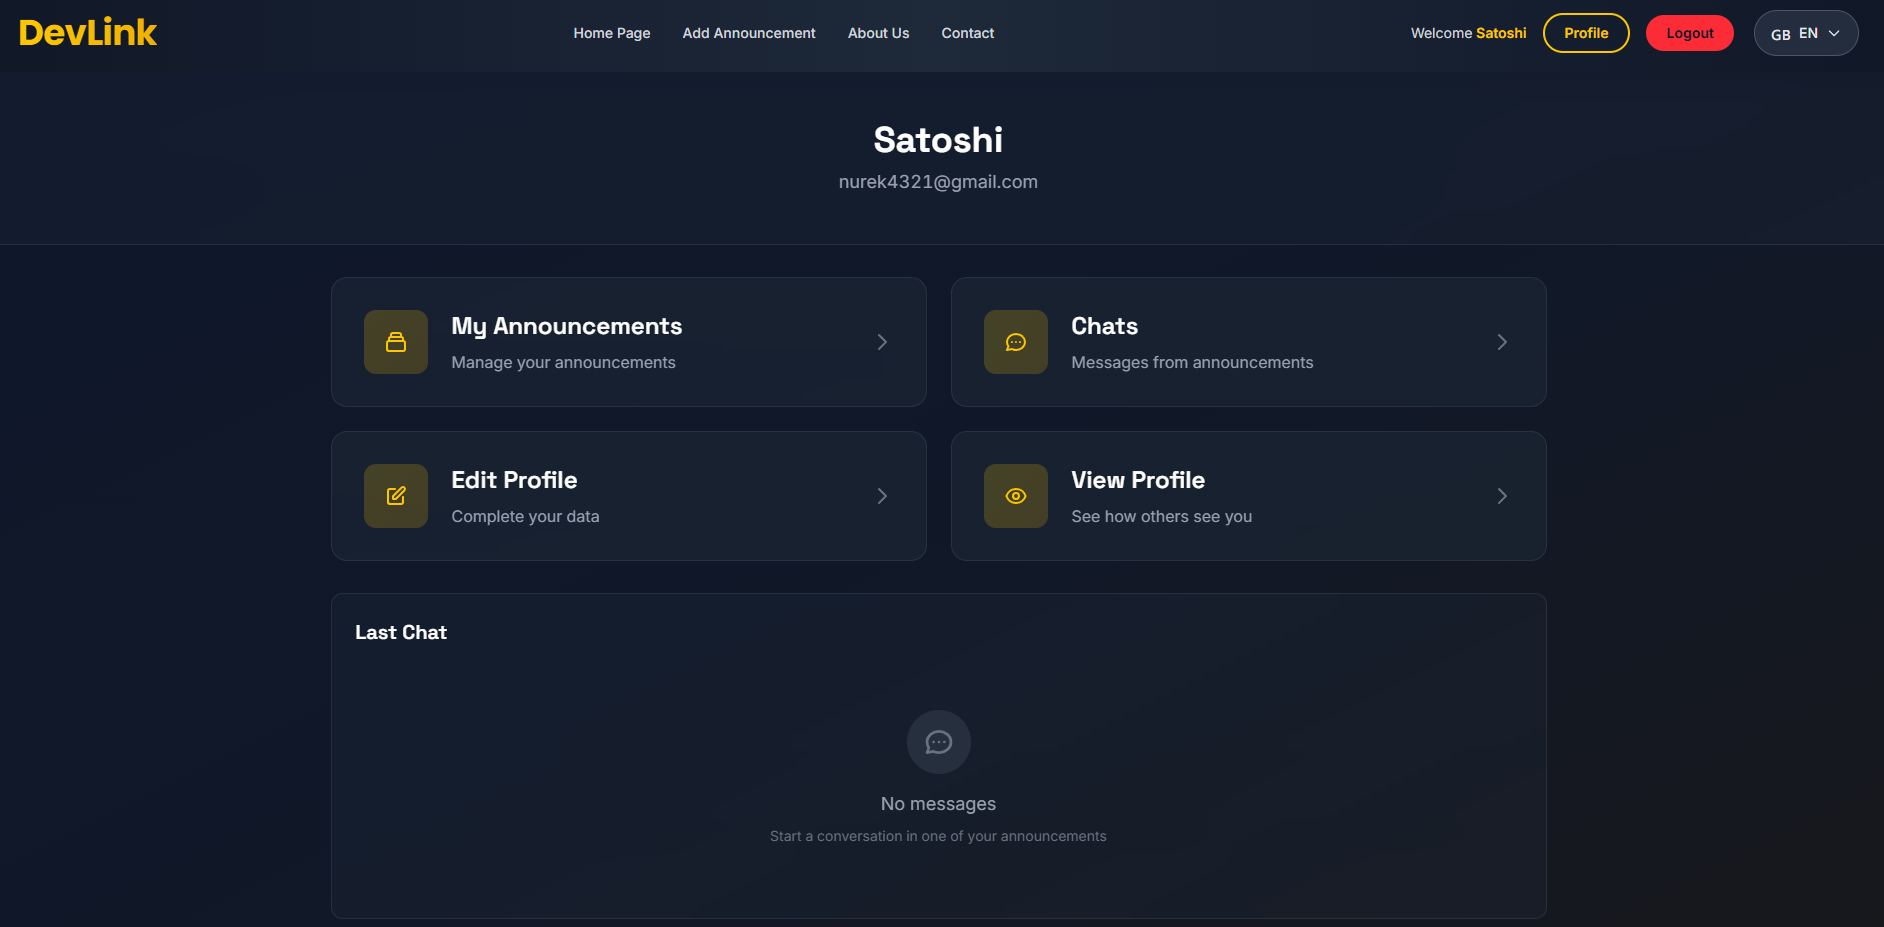 DevLink
Home Page
Add Announcement
About Us
Contact
Welcome Satoshi
Profile
Logout
GB EN
Satoshi
nurek4321@gmail.com
My Announcements
Manage your announcements
Chats
Messages from announcements
Edit Profile
Complete your data
View Profile
See how others see you
Last Chat
No messages
Start a conversation in one of your announcements